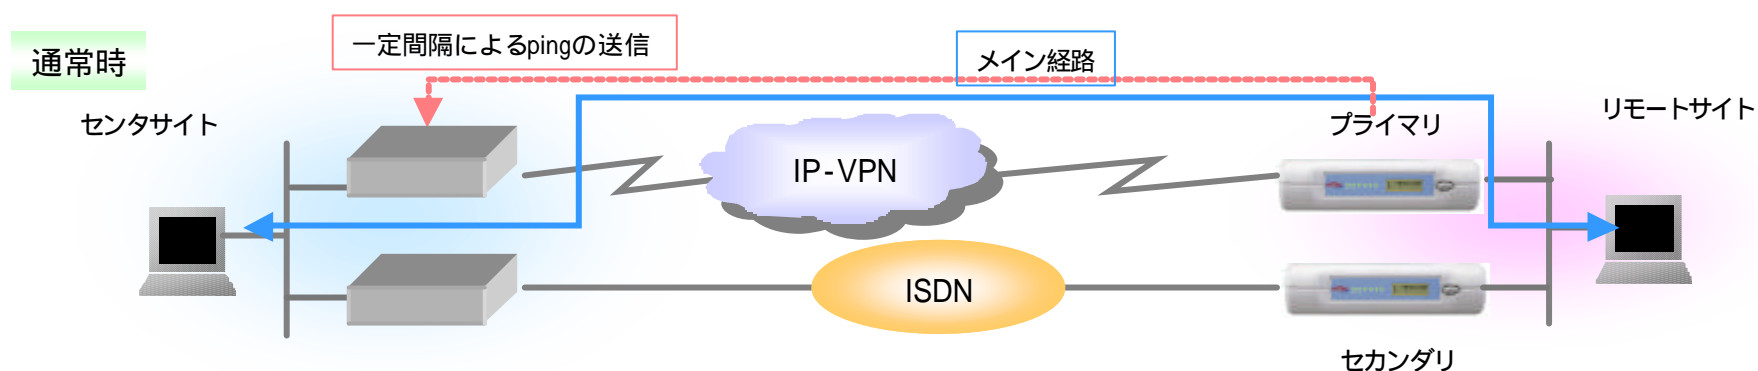 通常時
一定間隔によるpingの送信
メイン経路
センタサイト
プライマリ
リモートサイト
IP-VPN
ISDN
セカンダリ